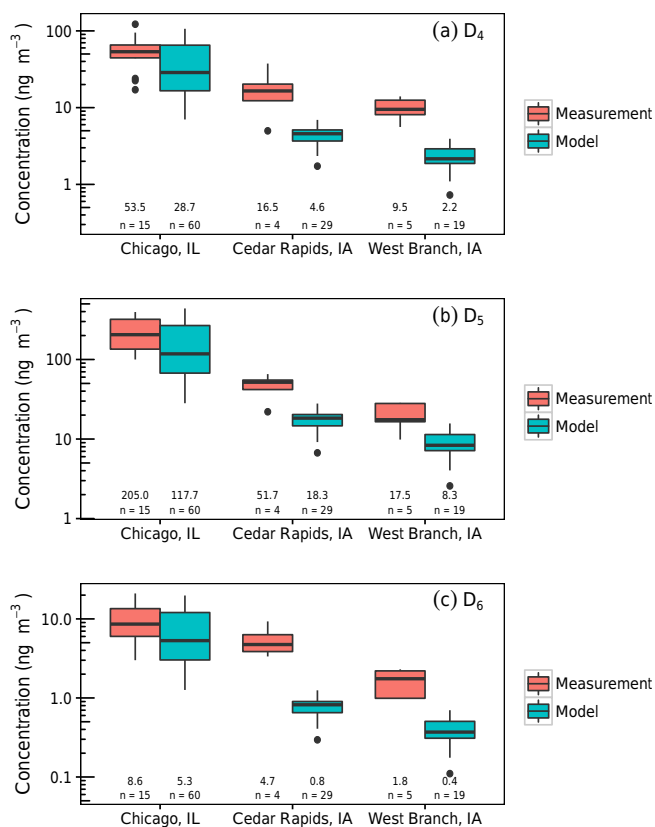 (a) D₄
Concentration (ng m⁻³)
100
10
1
53.5 28.7 16.5 4.6 9.5 2.2
n = 15 n = 60 n = 4 n = 29 n = 5 n = 19
Chicago, IL Cedar Rapids, IA West Branch, IA
Measurement
Model
(b) D₅
Concentration (ng m⁻³)
100
10
1
205.0 117.7 51.7 18.3 17.5 8.3
n = 15 n = 60 n = 4 n = 29 n = 5 n = 19
Chicago, IL Cedar Rapids, IA West Branch, IA
Measurement
Model
(c) D₆
Concentration (ng m⁻³)
10.0
1.0
0.1
8.6 5.3 4.7 0.8 1.8 0.4
n = 15 n = 60 n = 4 n = 29 n = 5 n = 19
Chicago, IL Cedar Rapids, IA West Branch, IA
Measurement
Model